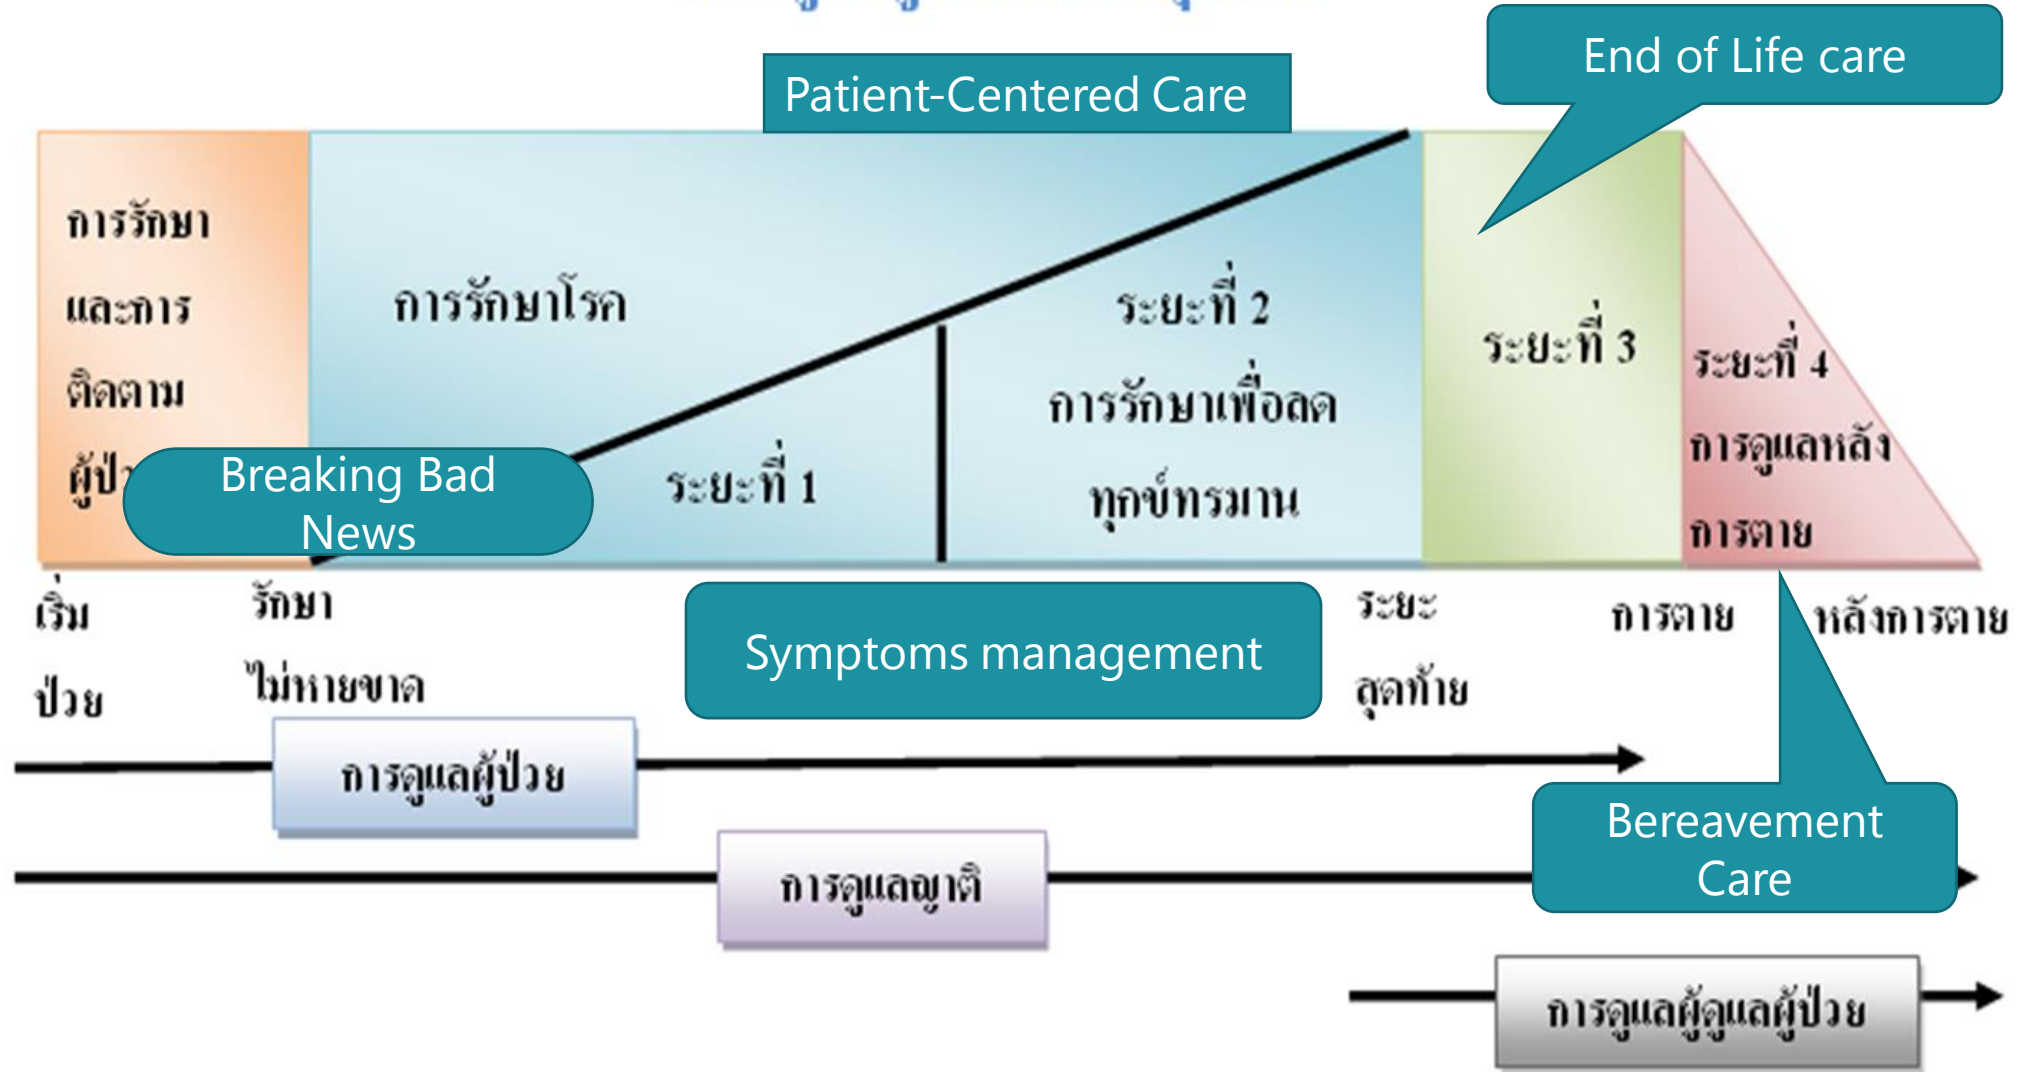 Patient-Centered Care
End of Life care
การรักษา
และการ
ติดตาม
การรักษาโรค
ระยะที่ 1
ระยะที่ 2
การรักษาเพื่อลด
ทุกข์ทรมาน
ระยะที่ 3
ระยะที่ 4
การดูแลหลัง
การตาย
Breaking Bad
News
เริ่ม
ป่วย
รักษา
ไม่หายขาด
Symptoms management
ระยะ
สุดท้าย
การตาย
หลังการตาย
การดูแลผู้ป่วย
การดูแลญาติ
Bereavement
Care
การดูแลผู้ดูแลผู้ป่วย